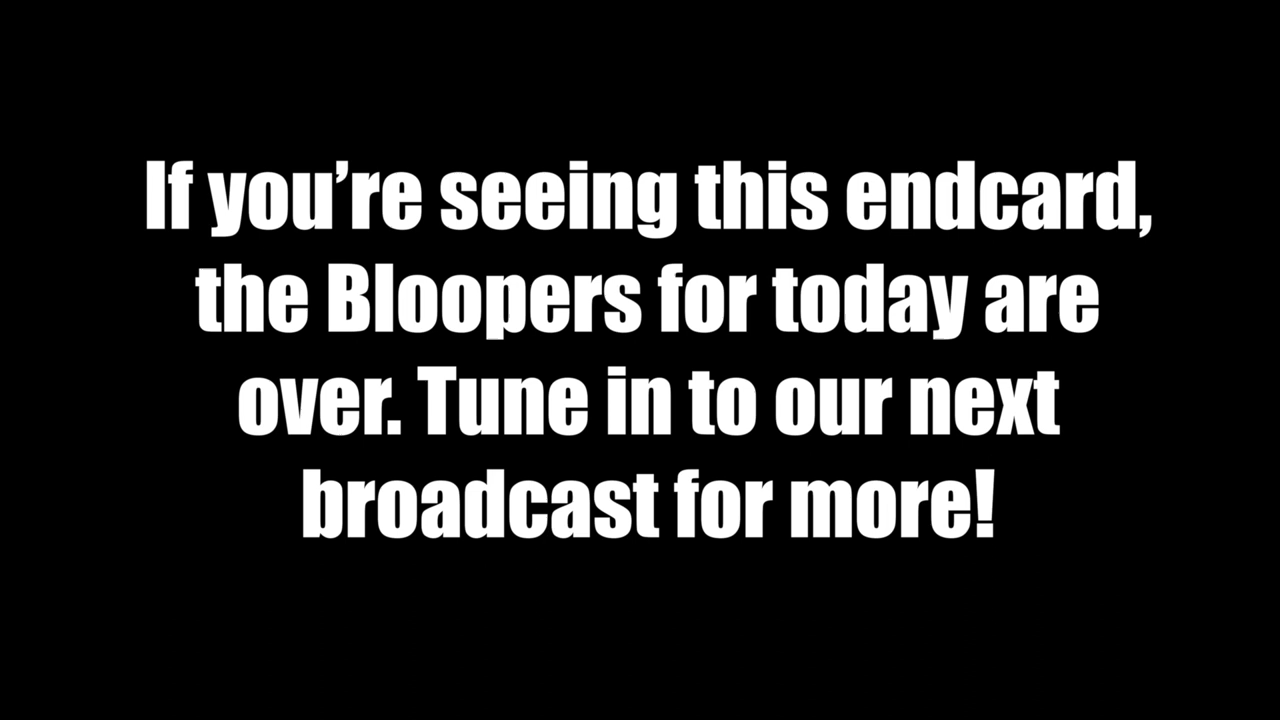 If you’re seeing this endcard,
the Bloopers for today are
over. Tune in to our next
broadcast for more!